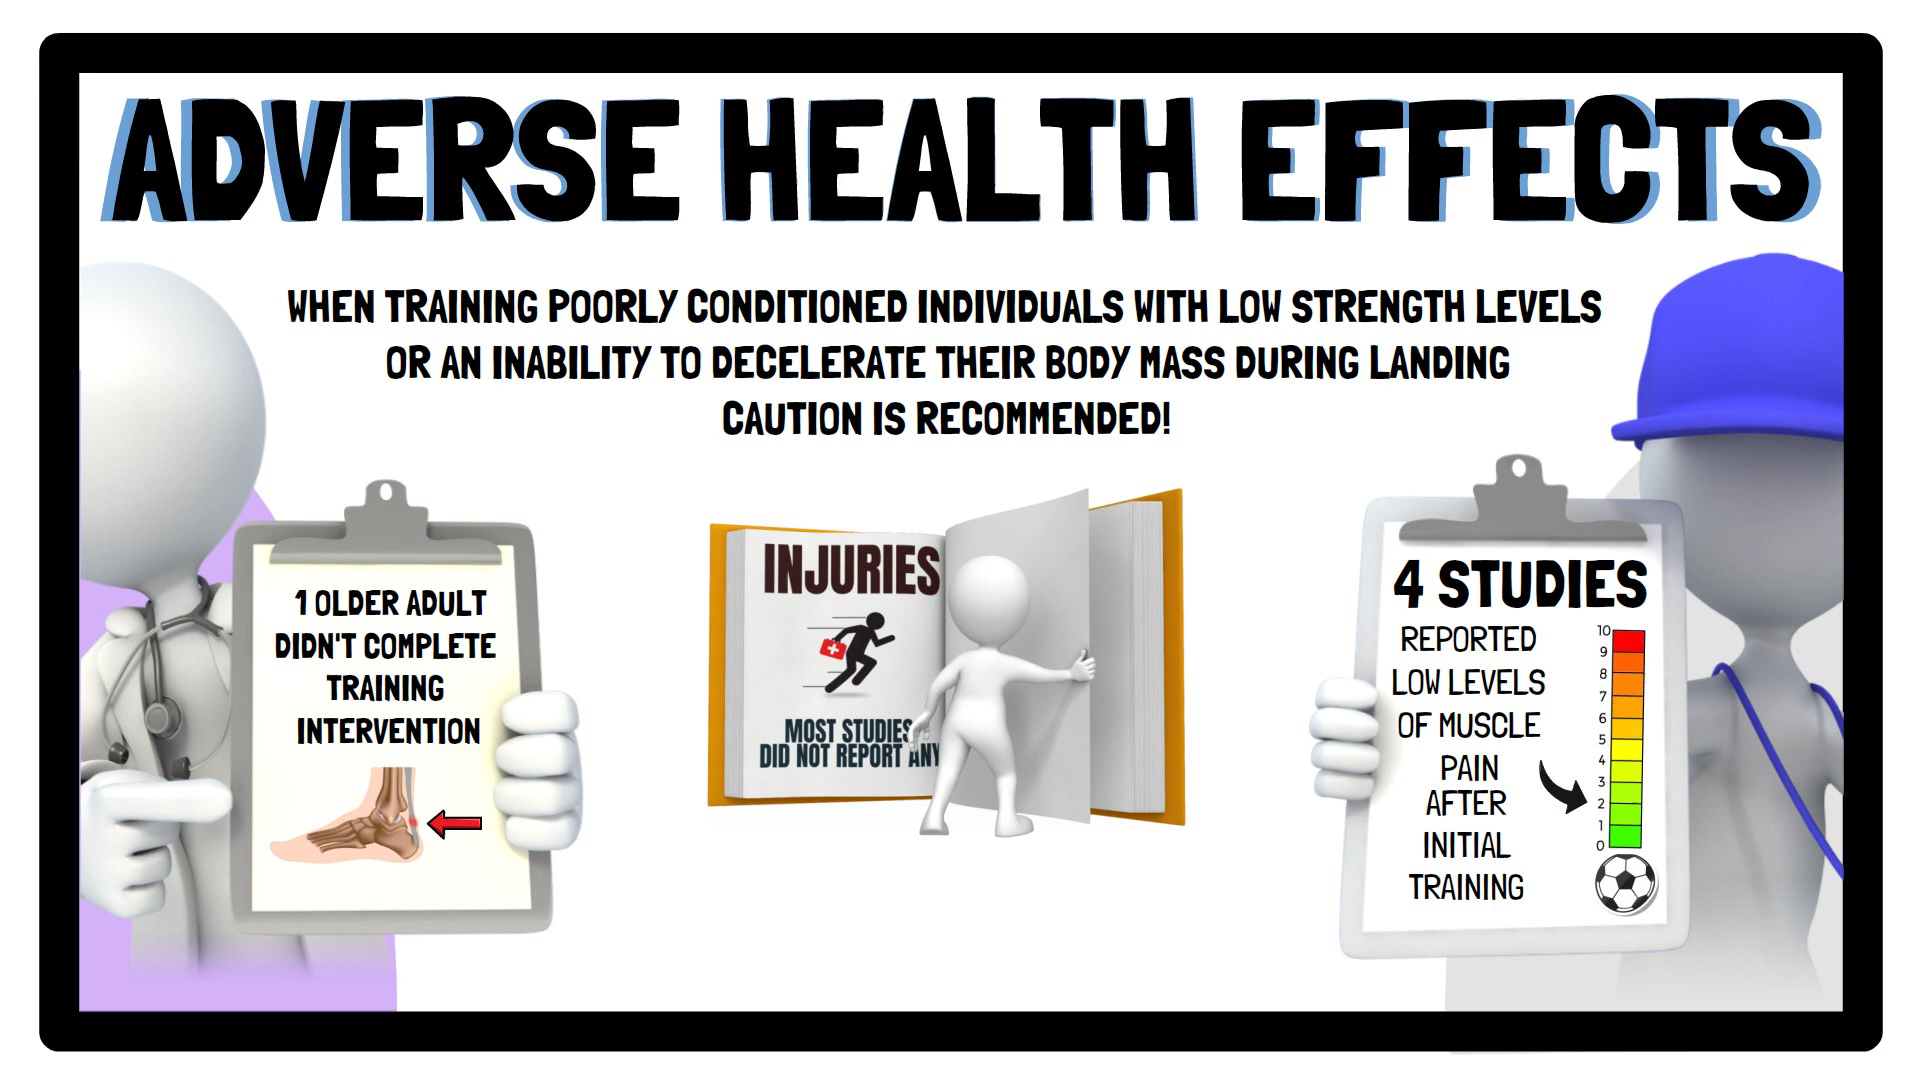 ADVERSE HEALTH EFFECTS
WHEN TRAINING POORLY CONDITIONED INDIVIDUALS WITH LOW STRENGTH LEVELS
OR AN INABILITY TO DECELERATE THEIR BODY MASS DURING LANDING
CAUTION IS RECOMMENDED!
1 OLDER ADULT
DIDN'T COMPLETE
TRAINING
INTERVENTION
INJURIES
MOST STUDIES
DID NOT REPORT ANY
4 STUDIES
REPORTED
LOW LEVELS
OF MUSCLE
PAIN
AFTER
INITIAL
TRAINING
10
9
8
7
6
5
4
3
2
1
0